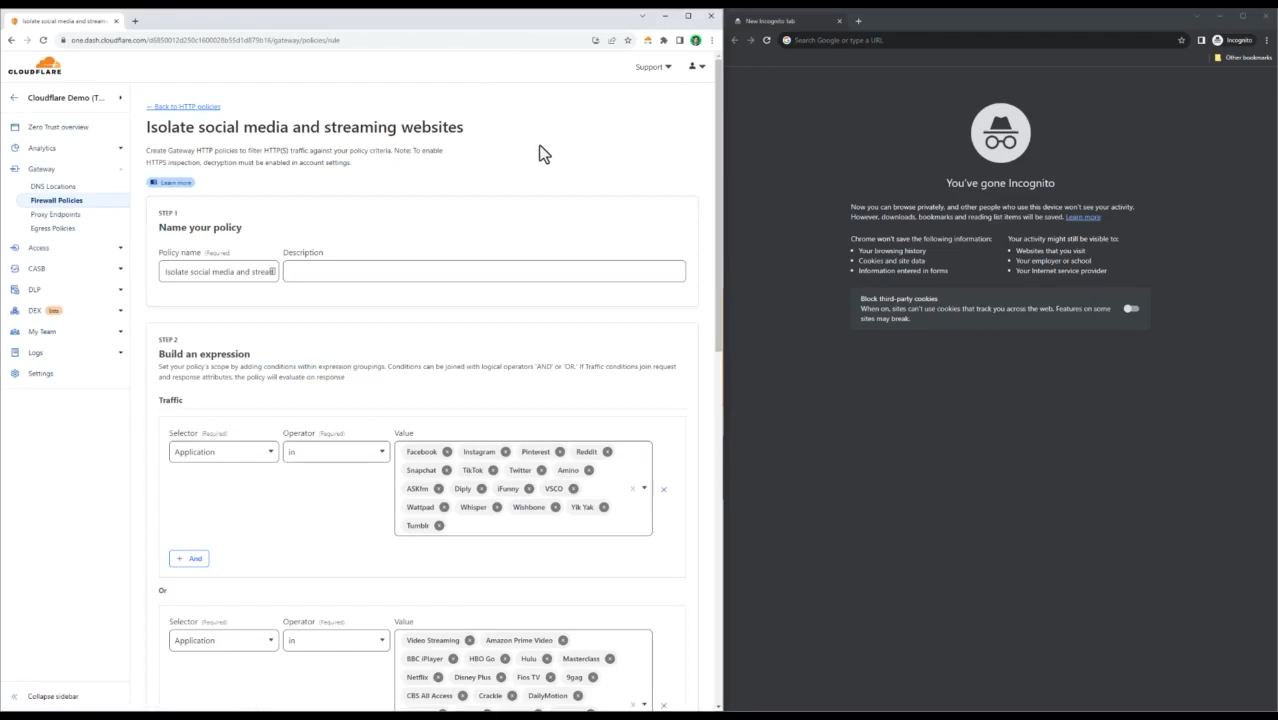 Isolate social media and stream
New Incognito tab
one.dash.cloudflare.com/d6850012d250c1600028b55d1d879b16/gateway/policies/rule
Search Google or type a URL
Incognito
Other bookmarks
CLOUDFLARE
Support
Cloudflare Demo (T...
Zero Trust overview
Analytics
Gateway
DNS Locations
Firewall Policies
Proxy Endpoints
Egress Policies
Access
CASB
DLP
DEX beta
My Team
Logs
Settings
Collapse sidebar
← Back to HTTP policies
Isolate social media and streaming websites
Create Gateway HTTP policies to filter HTTP(S) traffic against your policy criteria. Note: To enable
HTTPS inspection, decryption must be enabled in account settings.
Learn more
STEP 1
Name your policy
Policy name (Required) Description
Isolate social media and strea
STEP 2
Build an expression
Set your policy's scope by adding conditions within expression groupings. Conditions can be joined with logical operators 'AND' or 'OR.' If Traffic conditions join request
and response attributes, the policy will evaluate on response
Traffic
Selector (Required) Operator (Required) Value
Application in
Facebook Instagram Pinterest Reddit
Snapchat TikTok Twitter Amino
ASKfm Diply iFunny VSCO
Wattpad Whisper Wishbone Yik Yak
Tumblr
+ And
Or
Selector (Required) Operator (Required) Value
Application in
Video Streaming Amazon Prime Video
BBC iPlayer HBO Go Hulu Masterclass
Netflix Disney Plus Fios TV 9gag
CBS All Access Crackle DailyMotion
You've gone Incognito
Now you can browse privately, and other people who use this device won't see your activity.
However, downloads, bookmarks and reading list items will be saved. Learn more
Chrome won't save the following information:
• Your browsing history
• Cookies and site data
• Information entered in forms
Your activity might still be visible to:
• Websites that you visit
• Your employer or school
• Your Internet service provider
Block third-party cookies
When on, sites can't use cookies that track you across the web. Features on some
sites may break.